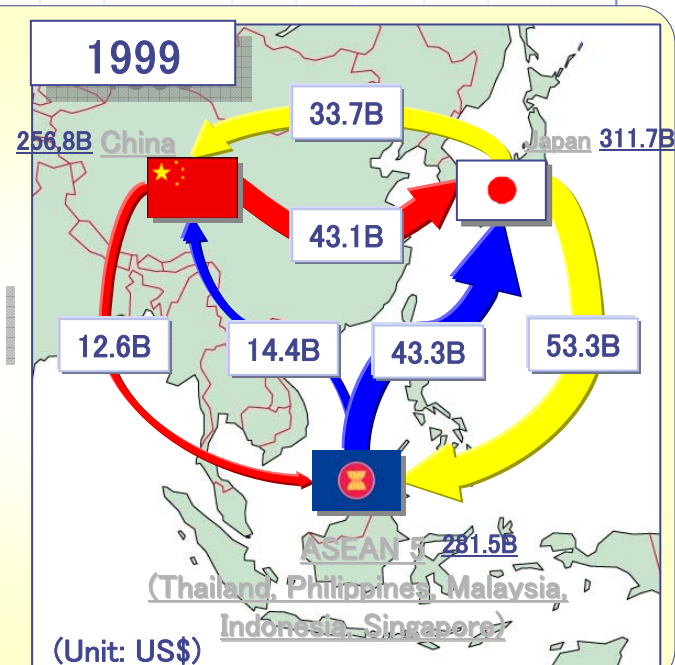 1999
33.7B
256,8B China
Japan 311.7B
43.1B
12.6B
14.4B
43.3B
53.3B
ASEAN 5 281.5B
(Thailand, Philippines, Malaysia,
Indonesia, Singapore)
(Unit: US$)